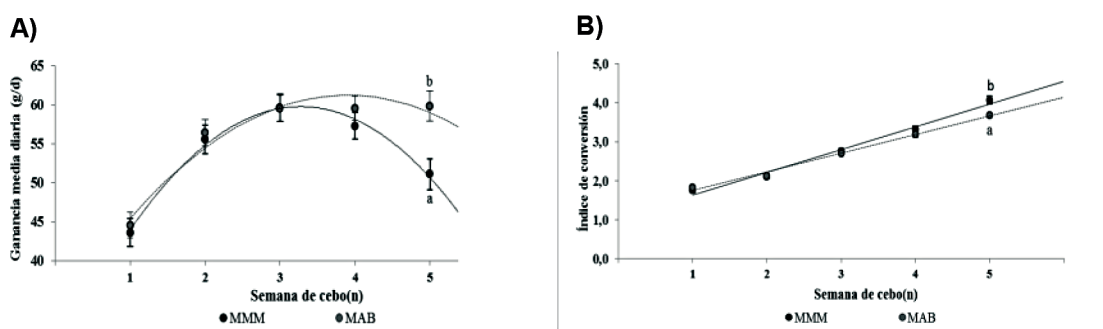 A)
65
60
55
50
45
40
Ganancia media diaria (g/d)
b
a
1 2 3 4 5
Semana de cebo(n)
MMM MAB
B)
5,0
4,0
3,0
2,0
1,0
0,0
Índice de conversión
b
a
1 2 3 4 5
Semana de cebo(n)
MMM MAB